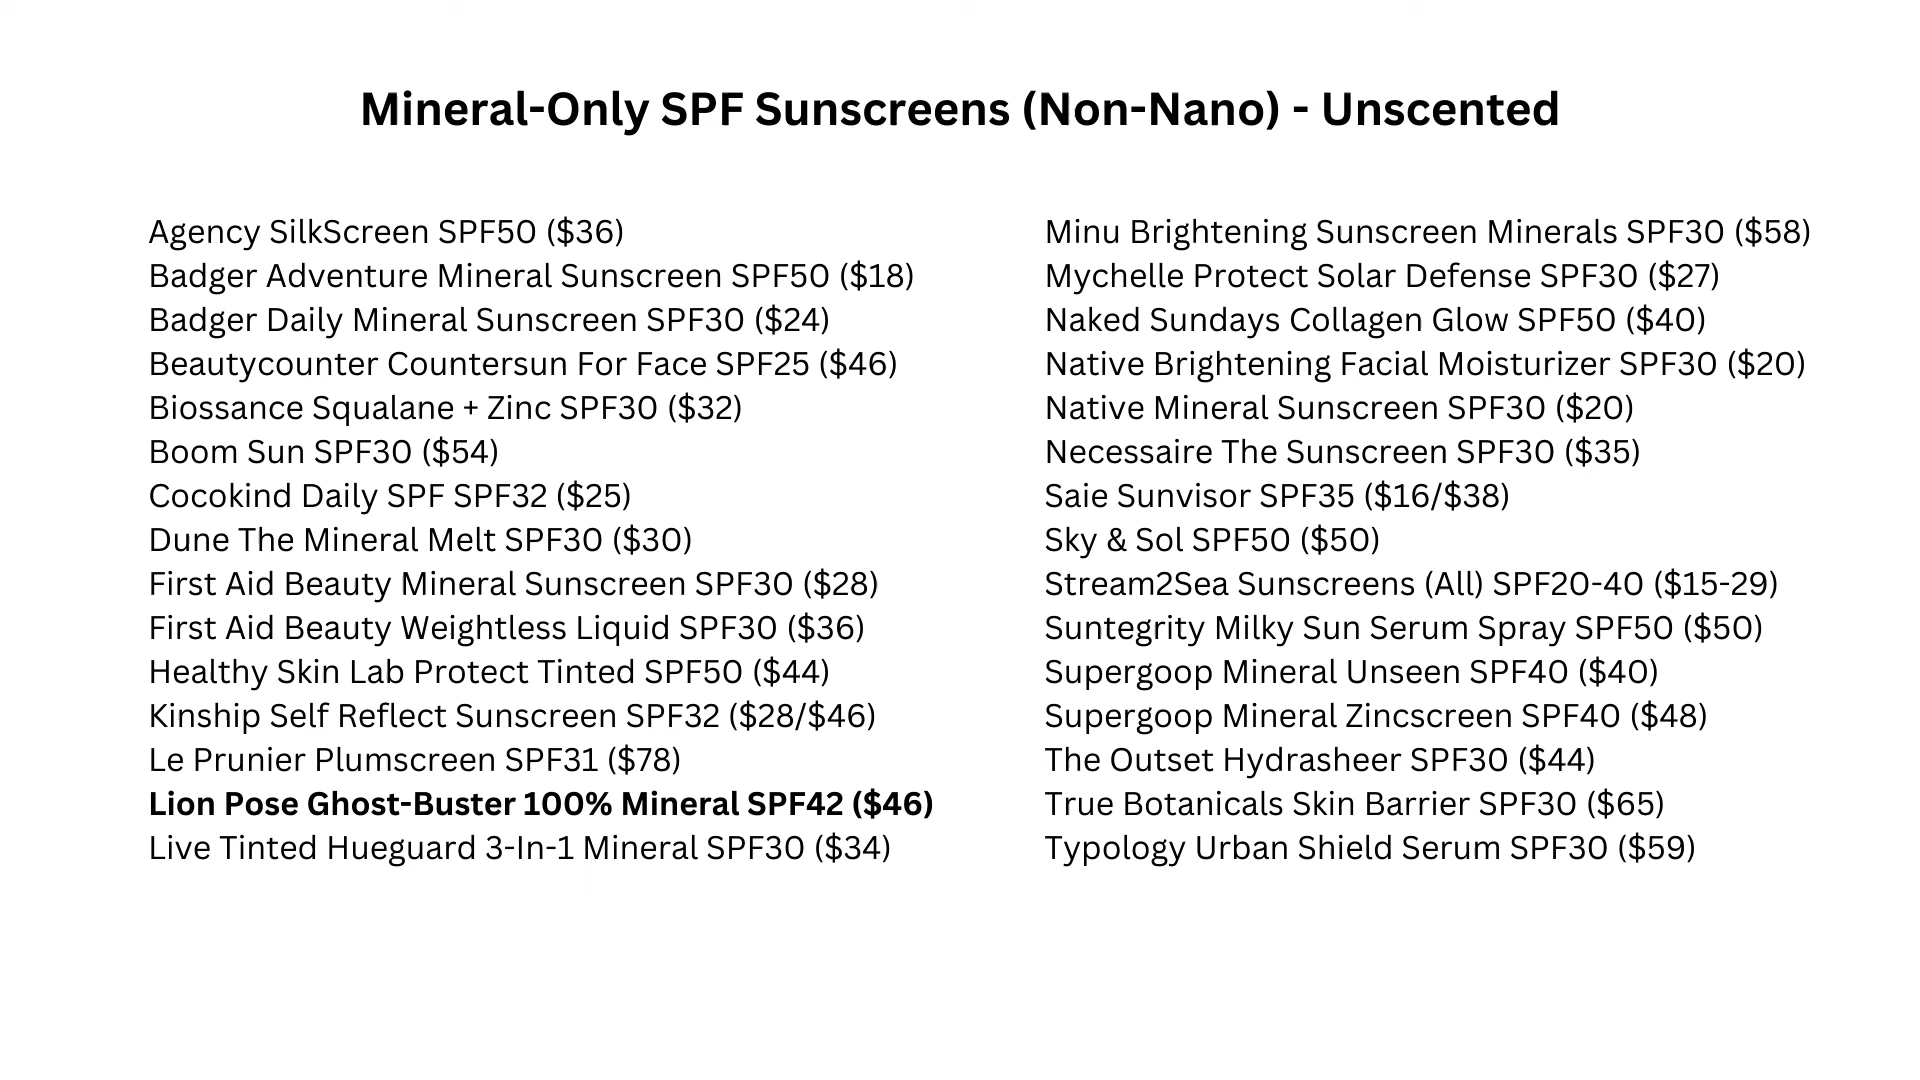 Mineral-Only SPF Sunscreens (Non-Nano) - Unscented
Agency SilkScreen SPF50 ($36)
Badger Adventure Mineral Sunscreen SPF50 ($18)
Badger Daily Mineral Sunscreen SPF30 ($24)
Beautycounter Countersun For Face SPF25 ($46)
Biossance Squalane + Zinc SPF30 ($32)
Boom Sun SPF30 ($54)
Cocokind Daily SPF SPF32 ($25)
Dune The Mineral Melt SPF30 ($30)
First Aid Beauty Mineral Sunscreen SPF30 ($28)
First Aid Beauty Weightless Liquid SPF30 ($36)
Healthy Skin Lab Protect Tinted SPF50 ($44)
Kinship Self Reflect Sunscreen SPF32 ($28/$46)
Le Prunier Plumscreen SPF31 ($78)
Lion Pose Ghost-Buster 100% Mineral SPF42 ($46)
Live Tinted Hueguard 3-In-1 Mineral SPF30 ($34)
Minu Brightening Sunscreen Minerals SPF30 ($58)
Mychelle Protect Solar Defense SPF30 ($27)
Naked Sundays Collagen Glow SPF50 ($40)
Native Brightening Facial Moisturizer SPF30 ($20)
Native Mineral Sunscreen SPF30 ($20)
Necessaire The Sunscreen SPF30 ($35)
Saie Sunvisor SPF35 ($16/$38)
Sky & Sol SPF50 ($50)
Stream2Sea Sunscreens (All) SPF20-40 ($15-29)
Suntegrity Milky Sun Serum Spray SPF50 ($50)
Supergoop Mineral Unseen SPF40 ($40)
Supergoop Mineral Zincscreen SPF40 ($48)
The Outset Hydrasheer SPF30 ($44)
True Botanicals Skin Barrier SPF30 ($65)
Typology Urban Shield Serum SPF30 ($59)